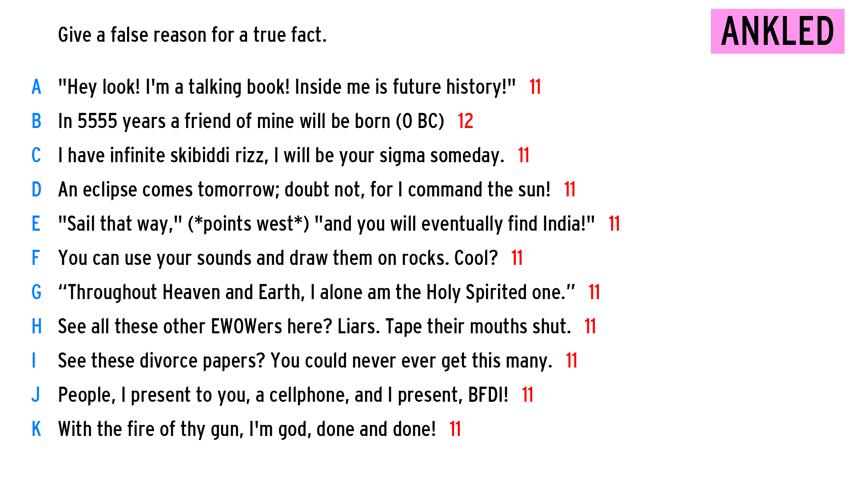 Give a false reason for a true fact.
ANKLED
A "Hey look! I'm a talking book! Inside me is future history!" 11
B In 5555 years a friend of mine will be born (0 BC) 12
C I have infinite skibiddi rizz, I will be your sigma someday. 11
D An eclipse comes tomorrow; doubt not, for I command the sun! 11
E "Sail that way," (*points west*) "and you will eventually find India!" 11
F You can use your sounds and draw them on rocks. Cool? 11
G “Throughout Heaven and Earth, I alone am the Holy Spirited one.” 11
H See all these other EWOWers here? Liars. Tape their mouths shut. 11
I See these divorce papers? You could never ever get this many. 11
J People, I present to you, a cellphone, and I present, BFDI! 11
K With the fire of thy gun, I'm god, done and done! 11